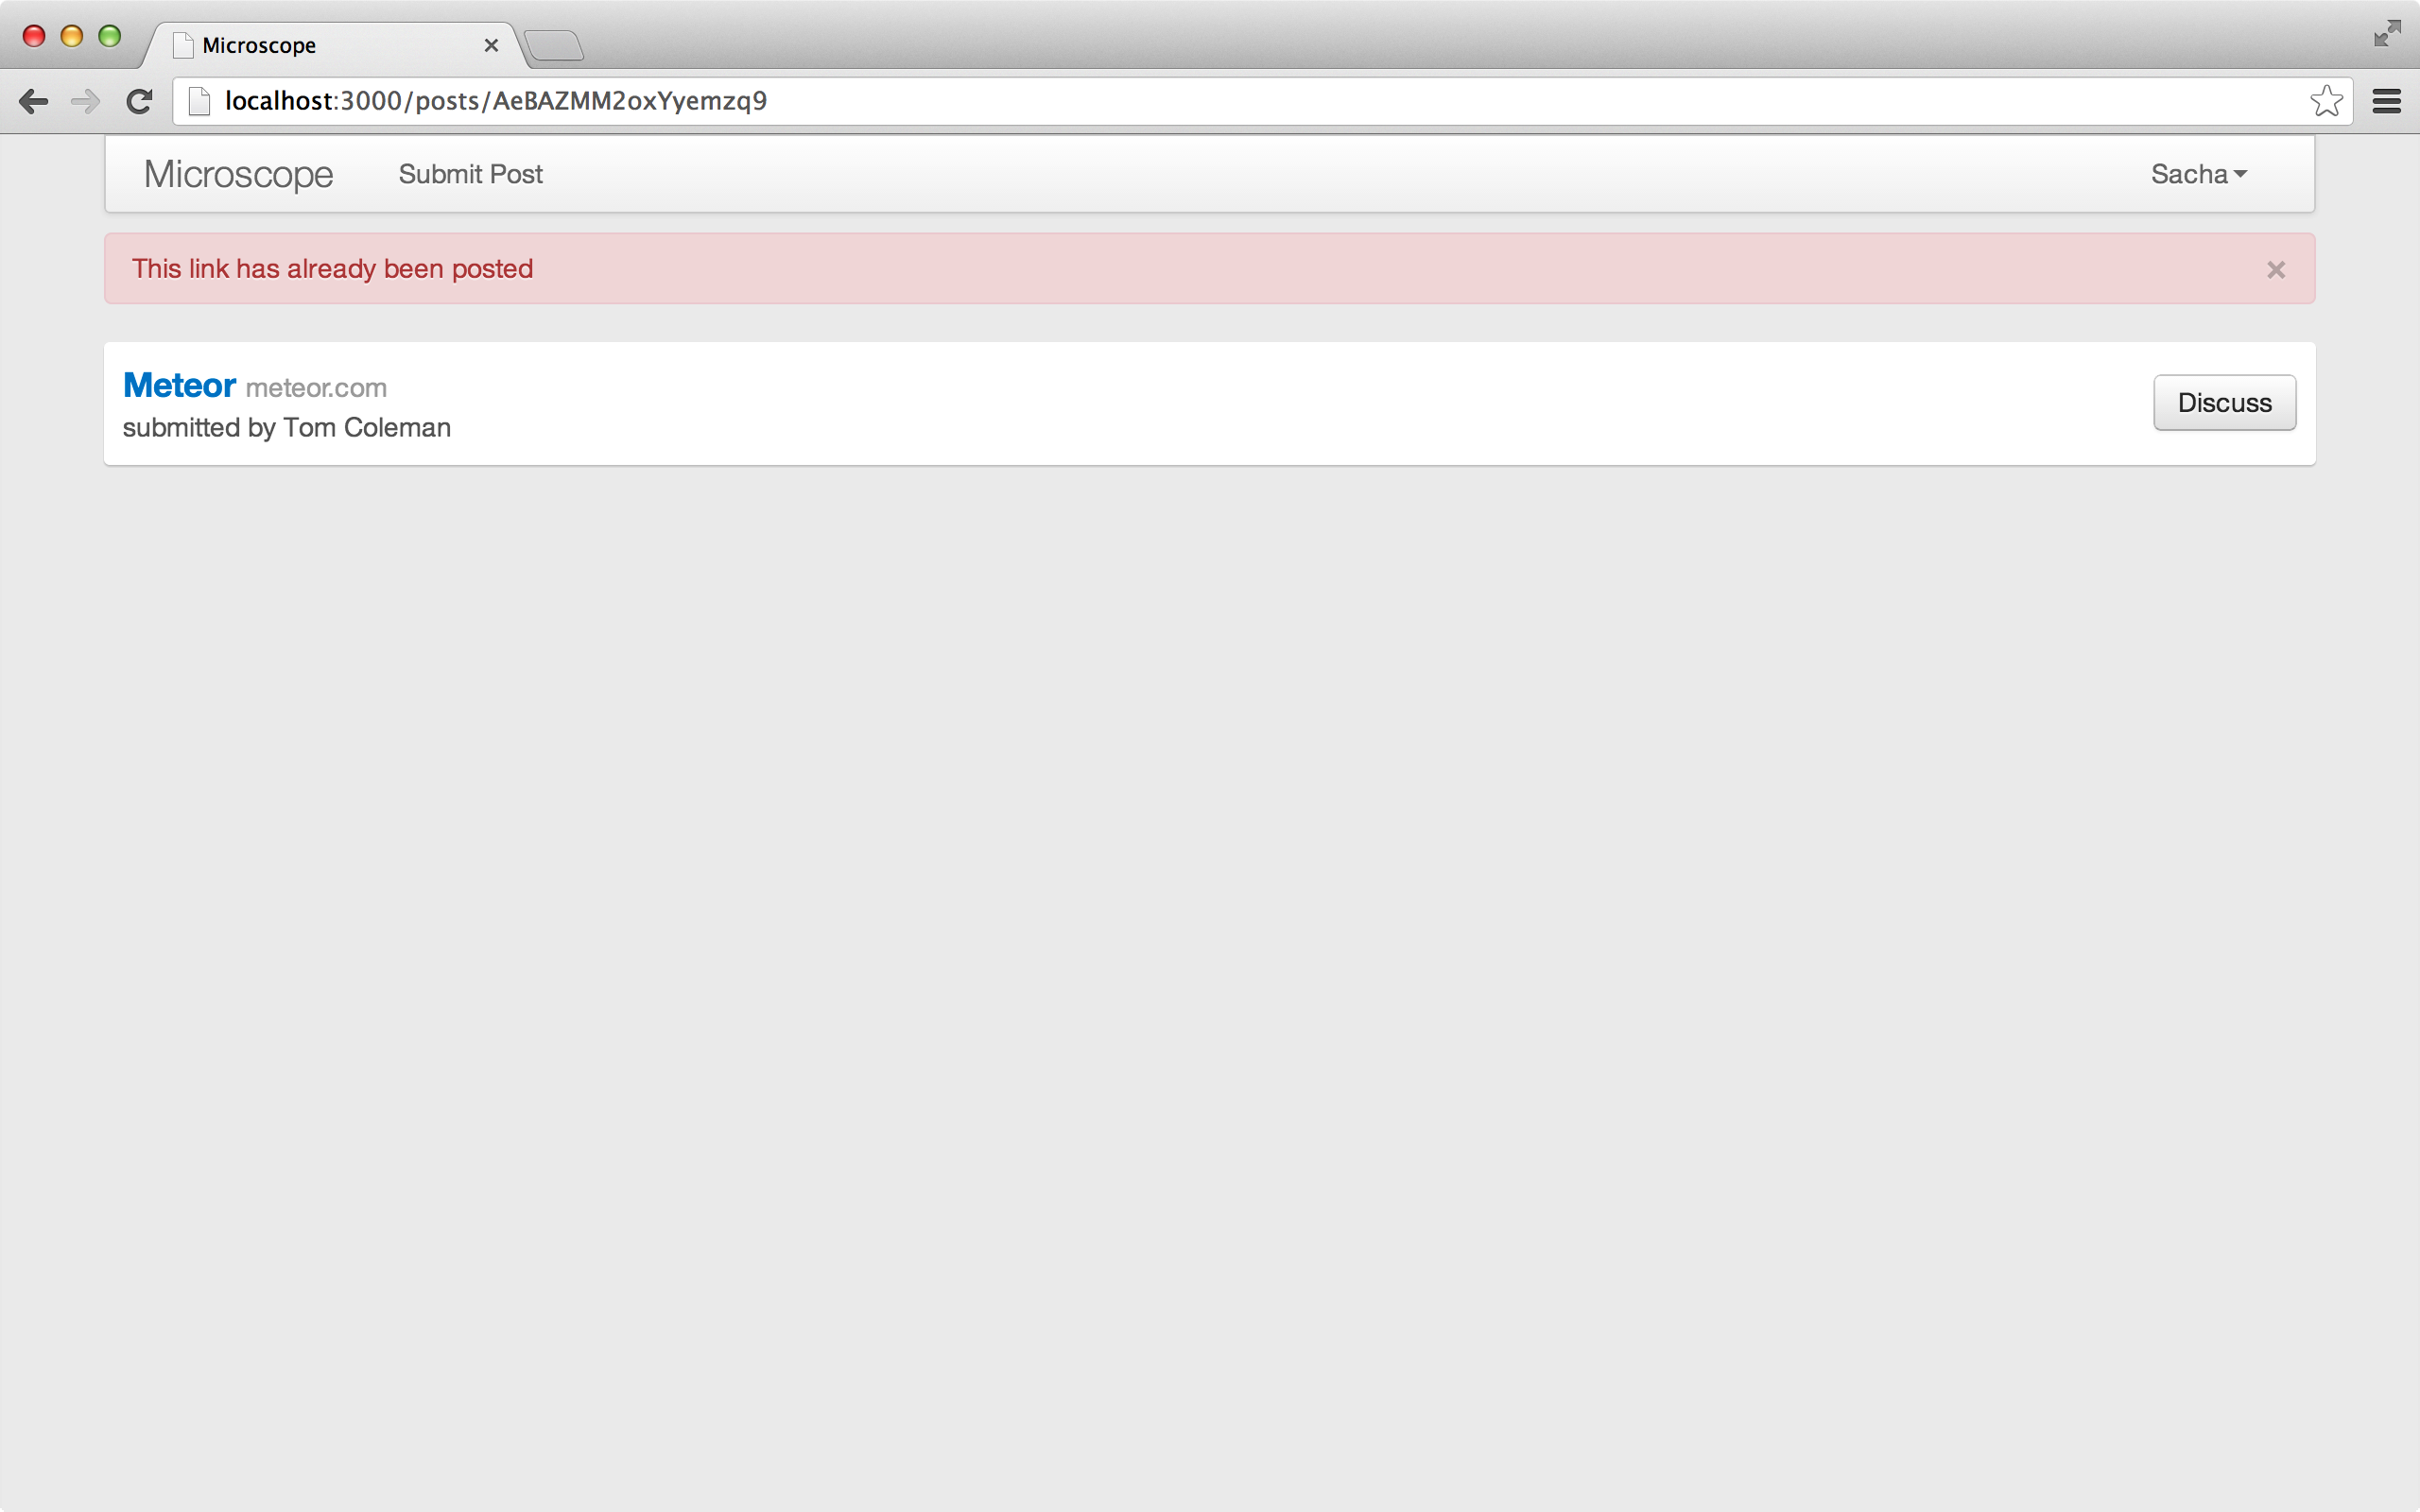 Microscope
localhost:3000/posts/AeBAZMM2oxYyemzq9
Microscope Submit Post Sacha
This link has already been posted ×
Meteor meteor.com
submitted by Tom Coleman
Discuss